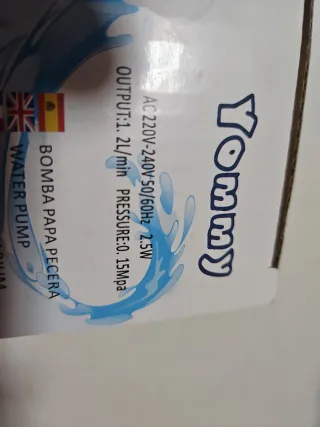 YOMMY
AC 220V-240V 50/60Hz 2.5W
OUTPUT:1. 2L/min PRESSURE:0. 15Mpa
BOMBA PAPA PECERA
WATER PUMP